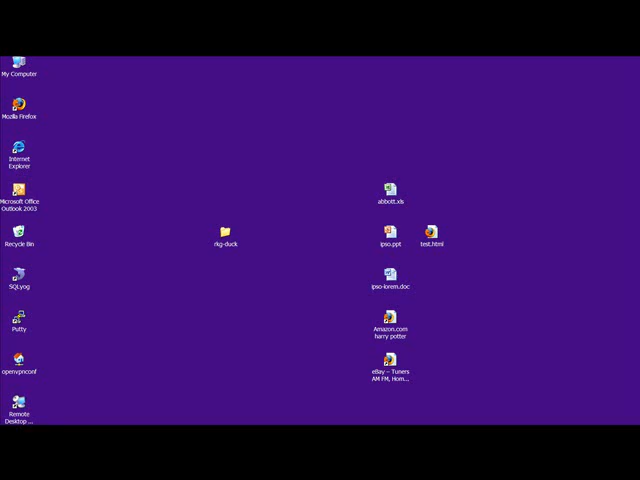 My Computer
Mozilla Firefox
Internet
Explorer
Microsoft Office
Outlook 2003
Recycle Bin
SQLyog
Putty
openvpnconf
Remote
Desktop ...
rkg-duck
abbott.xls
ipso.ppt
test.html
ipso-lorem.doc
Amazon.com
harry potter
eBay – Tuners
AM FM, Hom...